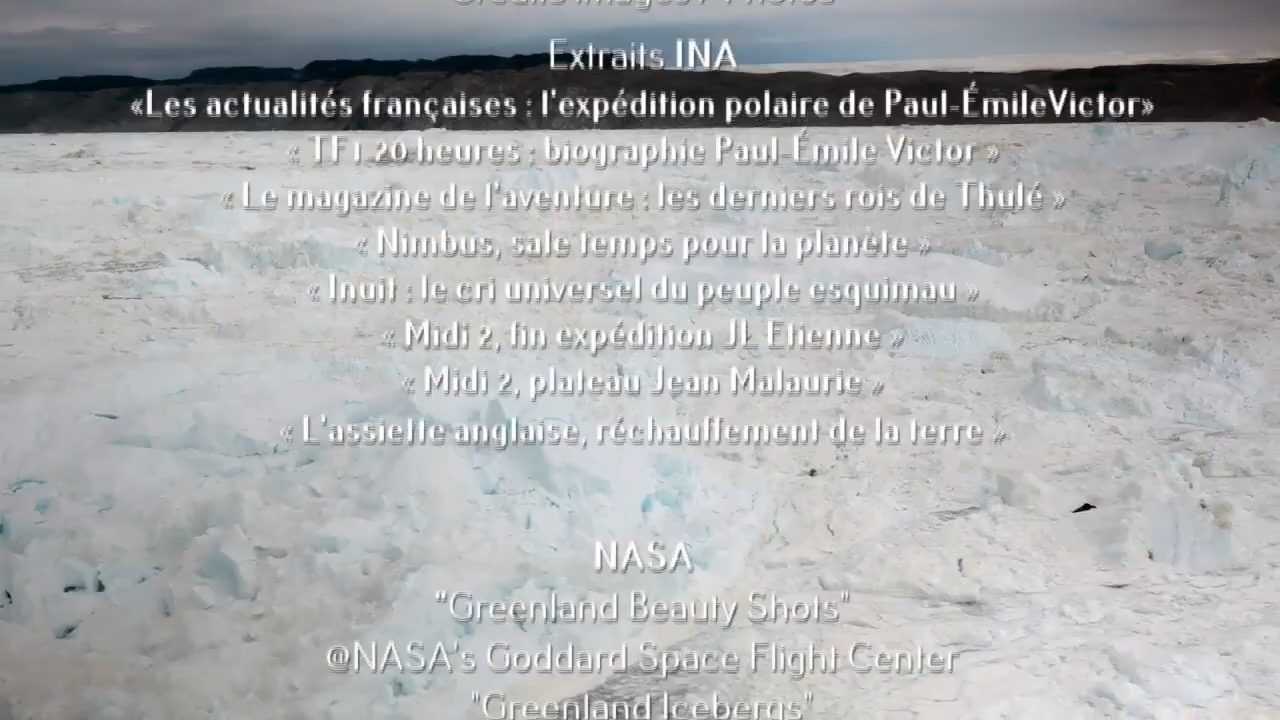 Crédits Images / Photos
Extraits INA
«Les actualités françaises : l'expédition polaire de Paul-ÉmileVictor»
« TF1 20 heures : biographie Paul-Émile Victor »
« Le magazine de l'aventure : les derniers rois de Thulé »
« Nimbus, sale temps pour la planète »
« Inuit : le cri universel du peuple esquimau »
« Midi 2, fin expédition JL Etienne »
« Midi 2, plateau Jean Malaurie »
« L'assiette anglaise, réchauffement de la terre »
NASA
"Greenland Beauty Shots"
@NASA's Goddard Space Flight Center
"Greenland Icebergs"